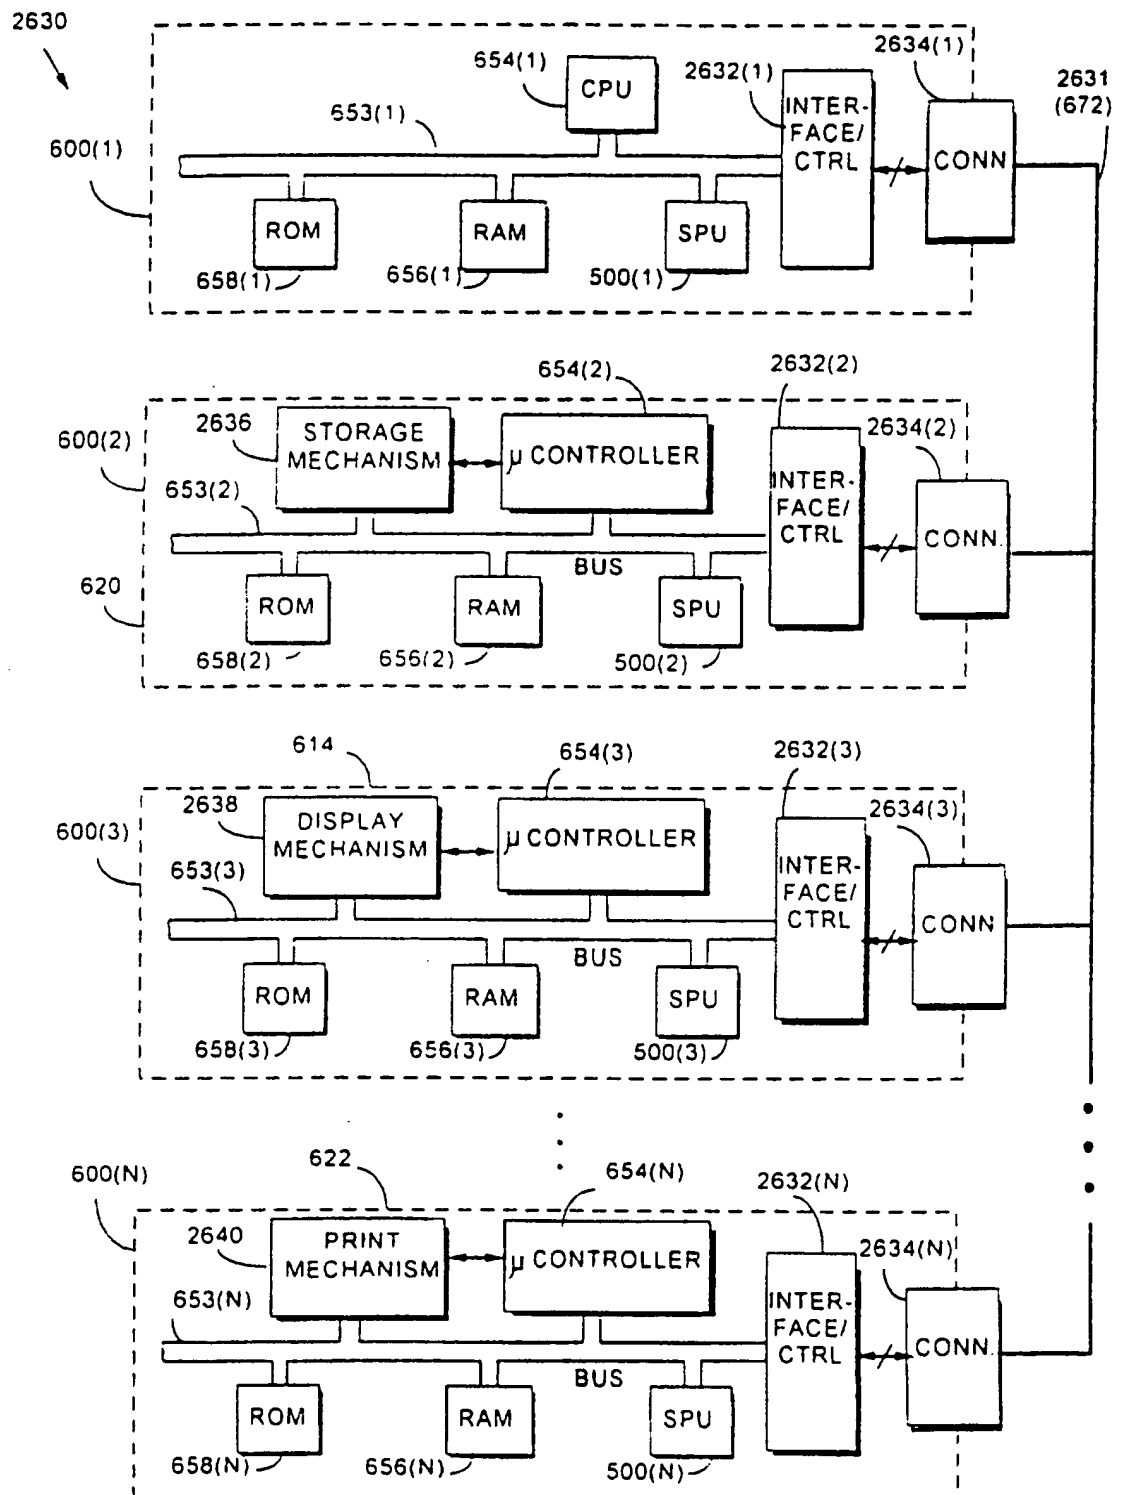 2630
654(1)
2632(1)
2634(1)
2631
(672)
CPU
INTER-
FACE/
CTRL
653(1)
600(1)
CONN
ROM
RAM
SPU
658(1)
656(1)
500(1)
654(2)
2632(2)
2634(2)
600(2)
2636
STORAGE
MECHANISM
µ CONTROLLER
INTER-
FACE/
CTRL
653(2)
CONN.
BUS
620
ROM
RAM
SPU
658(2)
656(2)
500(2)
614
654(3)
2632(3)
2634(3)
2638
600(3)
DISPLAY
MECHANISM
µ CONTROLLER
INTER-
FACE/
CTRL
653(3)
CONN
BUS
ROM
RAM
SPU
658(3)
656(3)
500(3)
622
654(N)
2632(N)
600(N)
2634(N)
2640
PRINT
MECHANISM
µ CONTROLLER
INTER-
FACE/
CTRL
653(N)
CONN.
BUS
ROM
RAM
SPU
658(N)
656(N)
500(N)